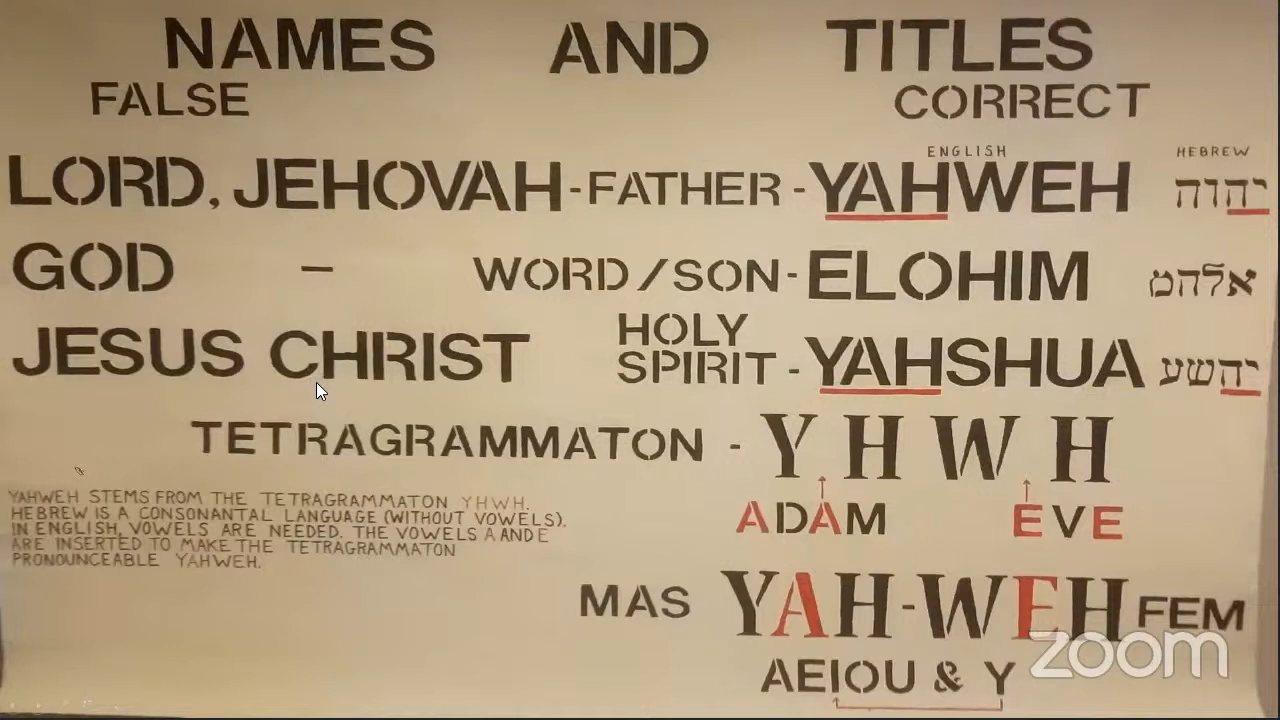 NAMES AND TITLES
FALSE CORRECT
ENGLISH HEBREW
LORD, JEHOVAH - FATHER - YAHWEH יהוה
GOD - WORD/SON - ELOHIM אלהמ
JESUS CHRIST HOLY SPIRIT - YAHSHUA יהשע
TETRAGRAMMATON - Y H W H
ADAM EVE
YAHWEH STEMS FROM THE TETRAGRAMMATON YHWH.
HEBREW IS A CONSONANTAL LANGUAGE (WITHOUT VOWELS).
IN ENGLISH, VOWELS ARE NEEDED. THE VOWELS A AND E
ARE INSERTED TO MAKE THE TETRAGRAMMATON
PRONOUNCEABLE YAHWEH.
MAS YAH-WEH FEM
AEIOU & Y
zoom